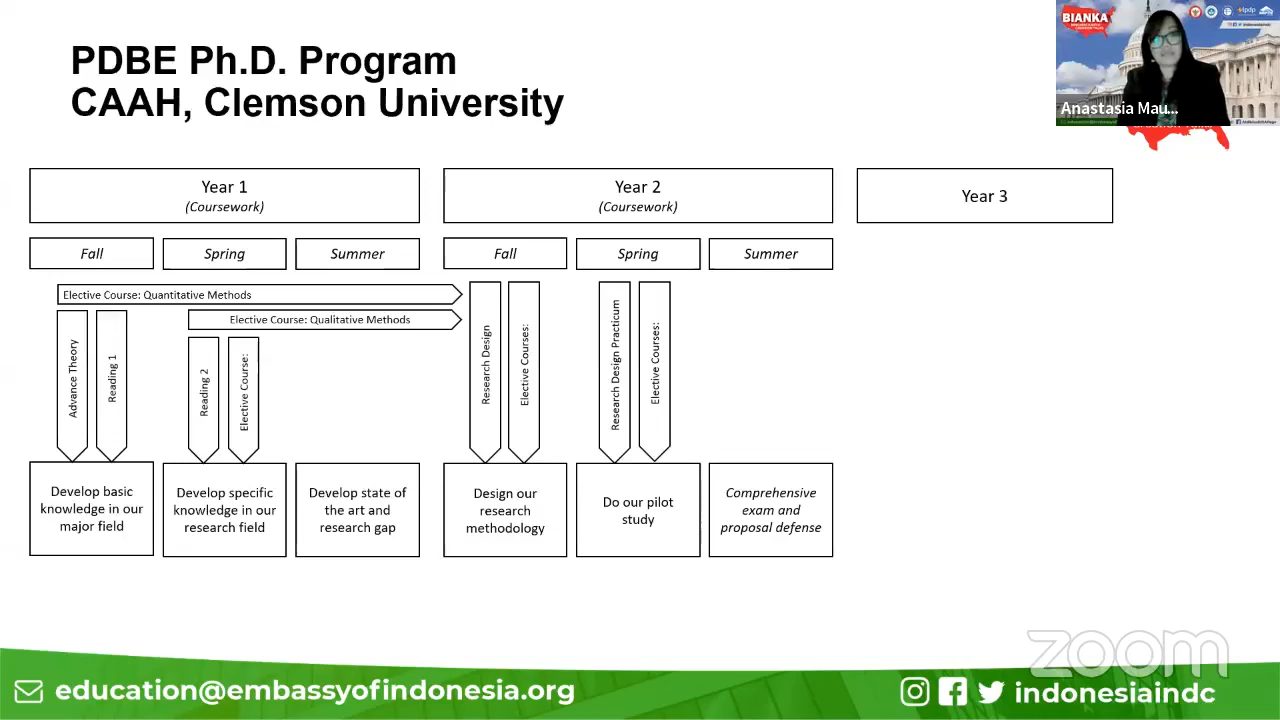 PDBE Ph.D. Program
CAAH, Clemson University
BIANKA
lpdp
Anastasia Mau...
Year 1
(Coursework)
Year 2
(Coursework)
Year 3
Fall
Spring
Summer
Fall
Spring
Summer
Elective Course: Quantitative Methods
Elective Course: Qualitative Methods
Advance Theory
Reading 1
Reading 2
Elective Course:
Research Design
Elective Courses:
Research Design Practicum
Elective Courses:
Develop basic
knowledge in our
major field
Develop specific
knowledge in our
research field
Develop state of
the art and
research gap
Design our
research
methodology
Do our pilot
study
Comprehensive
exam and
proposal defense
zoom
education@embassyofindonesia.org
indonesiaindc